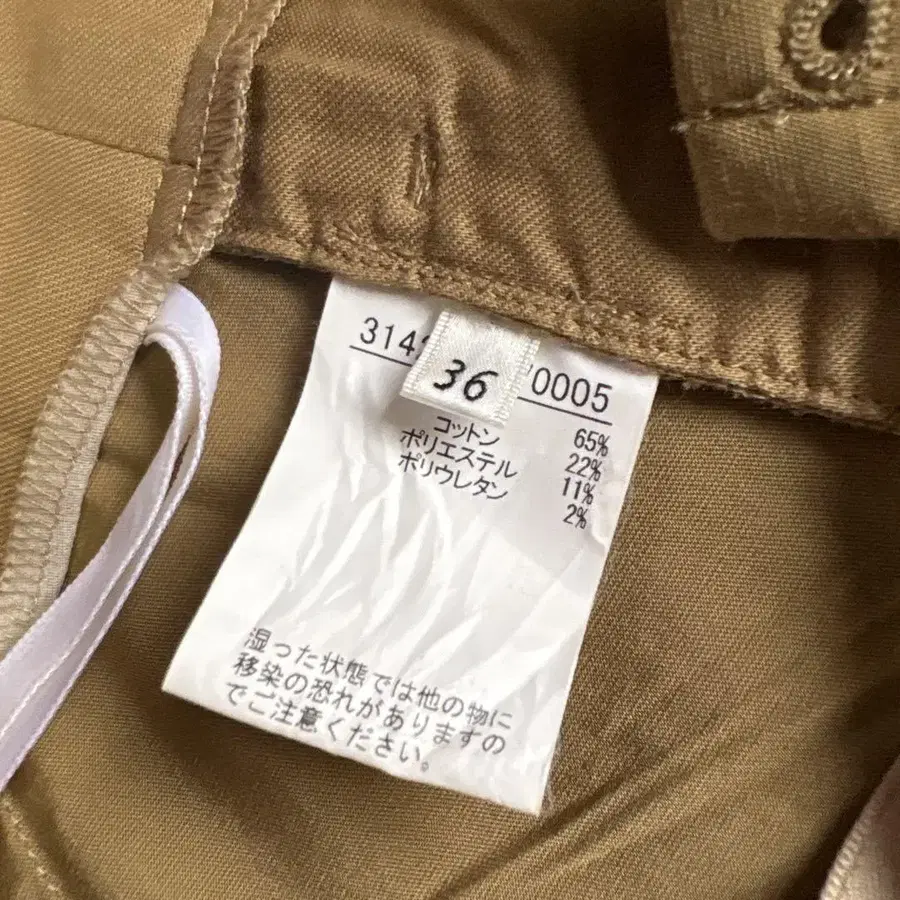 314 0005
36
65%
コットン 22%
ポリエステル 11%
ポリウレタン 2%
湿った状態では他の物に
移染の恐れがありますの
でご注意ください。